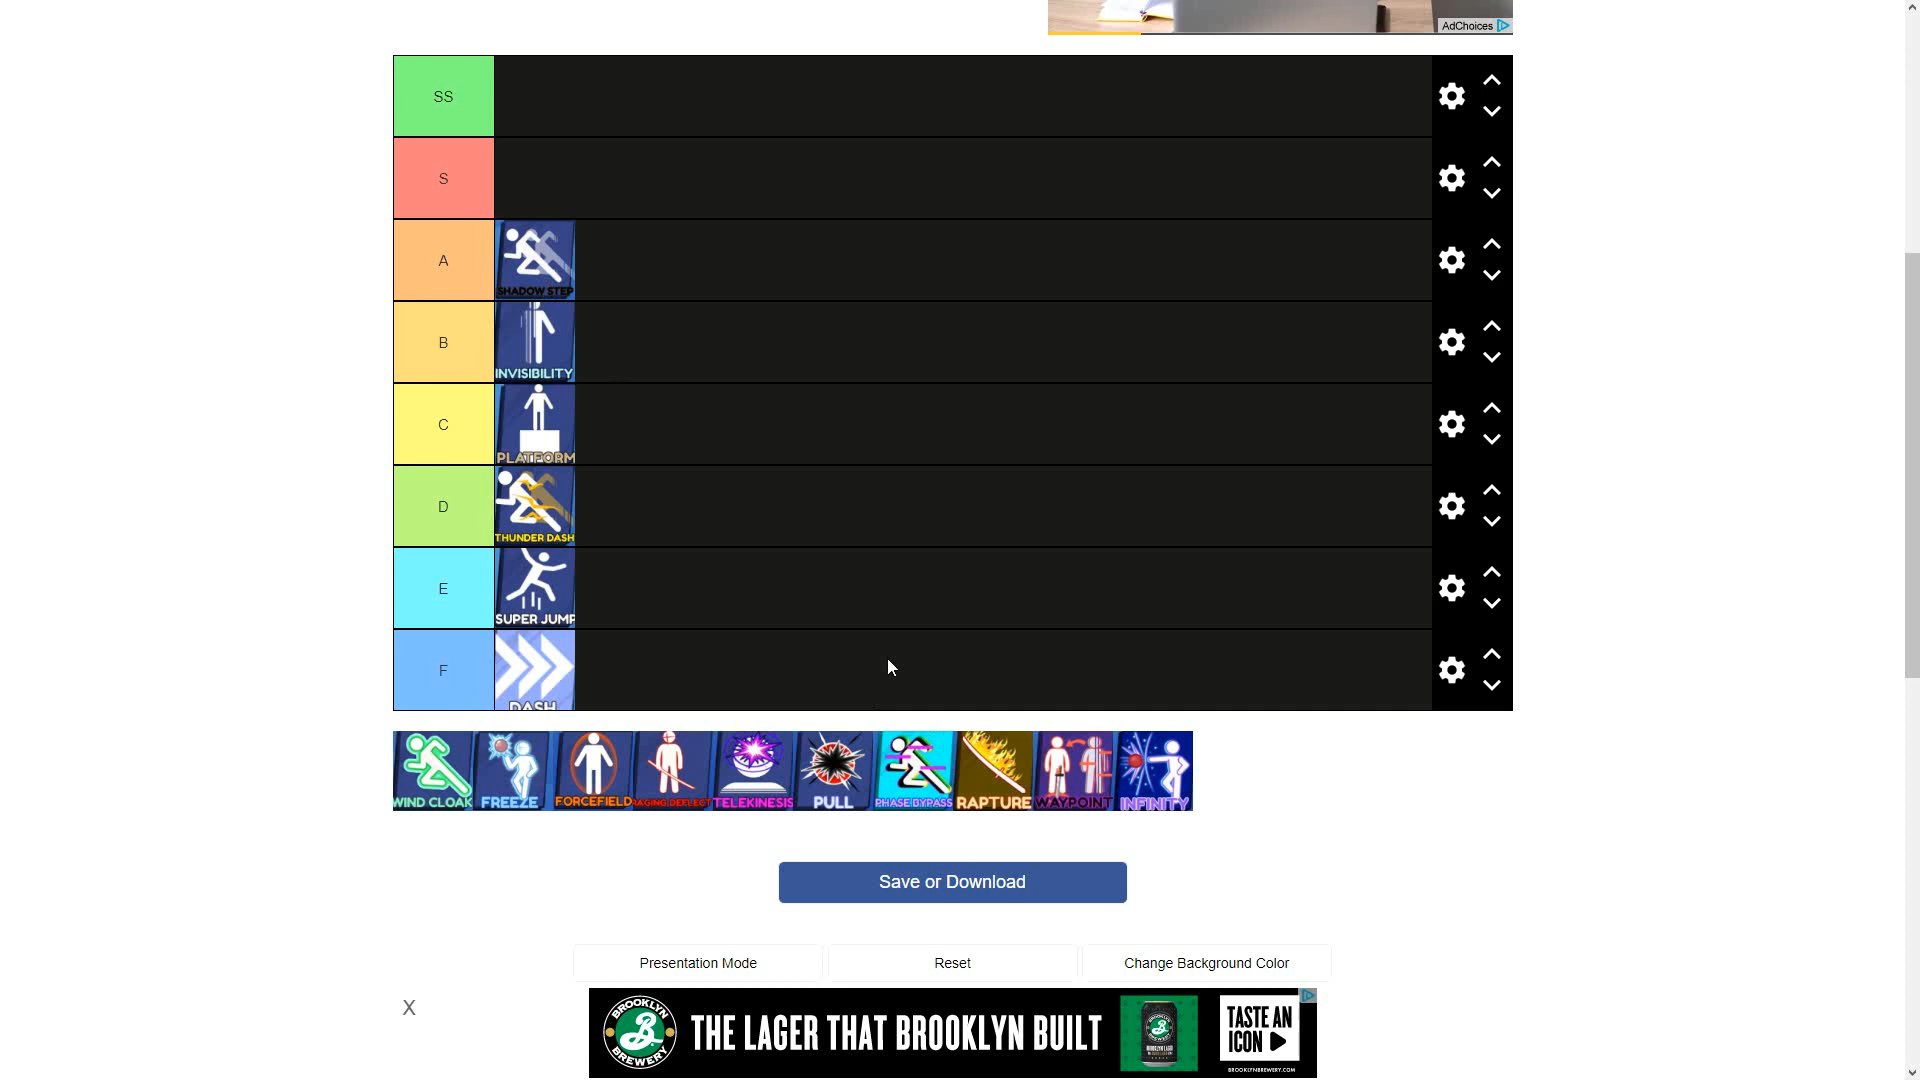 AdChoices
SS
S
A
SHADOW STEP
B
INVISIBILITY
C
PLATFORM
D
THUNDER DASH
E
SUPER JUMP
F
DASH
WIND CLOAK
FREEZE
FORCEFIELD
RAGING DEFLECT
TELEKINESIS
PULL
PHASE BYPASS
RAPTURE
WAYPOINT
INFINITY
Save or Download
Presentation Mode
Reset
Change Background Color
X
BROOKLYN
B
BREWERY
THE LAGER THAT BROOKLYN BUILT
TASTE AN
ICON
BROOKLYNBREWERY.COM